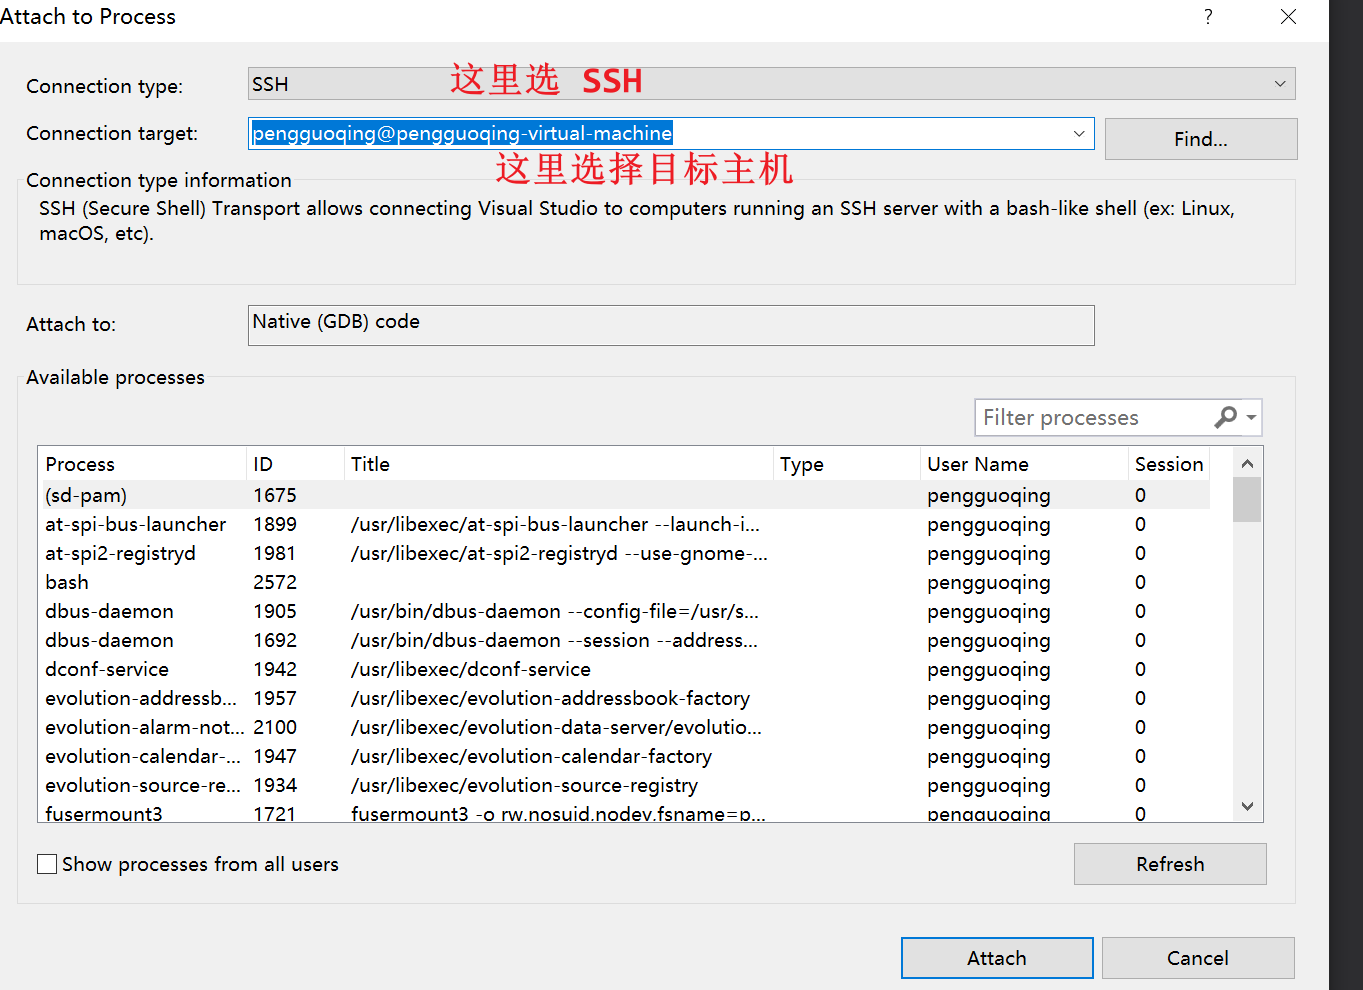 Attach to Process
?
Connection type:
SSH
这里选 SSH
Connection target:
pengguoqing@pengguoqing-virtual-machine
Find...
这里选择目标主机
Connection type information
SSH (Secure Shell) Transport allows connecting Visual Studio to computers running an SSH server with a bash-like shell (ex: Linux,
macOS, etc).
Attach to:
Native (GDB) code
Available processes
Filter processes
Process ID Title Type User Name Session
(sd-pam) 1675 pengguoqing 0
at-spi-bus-launcher 1899 /usr/libexec/at-spi-bus-launcher --launch-i... pengguoqing 0
at-spi2-registryd 1981 /usr/libexec/at-spi2-registryd --use-gnome-... pengguoqing 0
bash 2572 pengguoqing 0
dbus-daemon 1905 /usr/bin/dbus-daemon --config-file=/usr/s... pengguoqing 0
dbus-daemon 1692 /usr/bin/dbus-daemon --session --address... pengguoqing 0
dconf-service 1942 /usr/libexec/dconf-service pengguoqing 0
evolution-addressb... 1957 /usr/libexec/evolution-addressbook-factory pengguoqing 0
evolution-alarm-not... 2100 /usr/libexec/evolution-data-server/evolutio... pengguoqing 0
evolution-calendar-... 1947 /usr/libexec/evolution-calendar-factory pengguoqing 0
evolution-source-re... 1934 /usr/libexec/evolution-source-registry pengguoqing 0
fusermount3 1721 fusermount3 -o rw,nosuid,nodev,fsname=p... pengguoqing 0
Show processes from all users
Refresh
Attach
Cancel